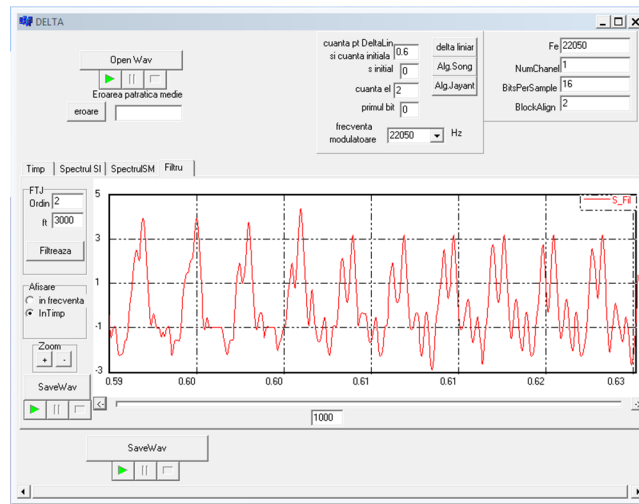 DELTA
Open Wav
Eroarea patratica medie
eroare
cuanta pt DeltaLin
si cuanta initiala 0.6
s initial 0
cuanta el 2
primul bit 0
frecventa
modulatoare 22050 Hz
delta liniar
Alg.Song
Alg.Jayant
Fe 22050
NumChanel 1
BitsPerSample 16
BlockAlign 2
Timp Spectrul SI SpectrulSM Filtru
FTJ
Ordin 2
ft 3000
Filtreaza
Afisare
in frecventa
InTimp
Zoom
+ -
SaveWav
S_Fil
5
3
1
-1
-3
0.59 0.60 0.60 0.61 0.61 0.62 0.63
<- ->
1000
SaveWav